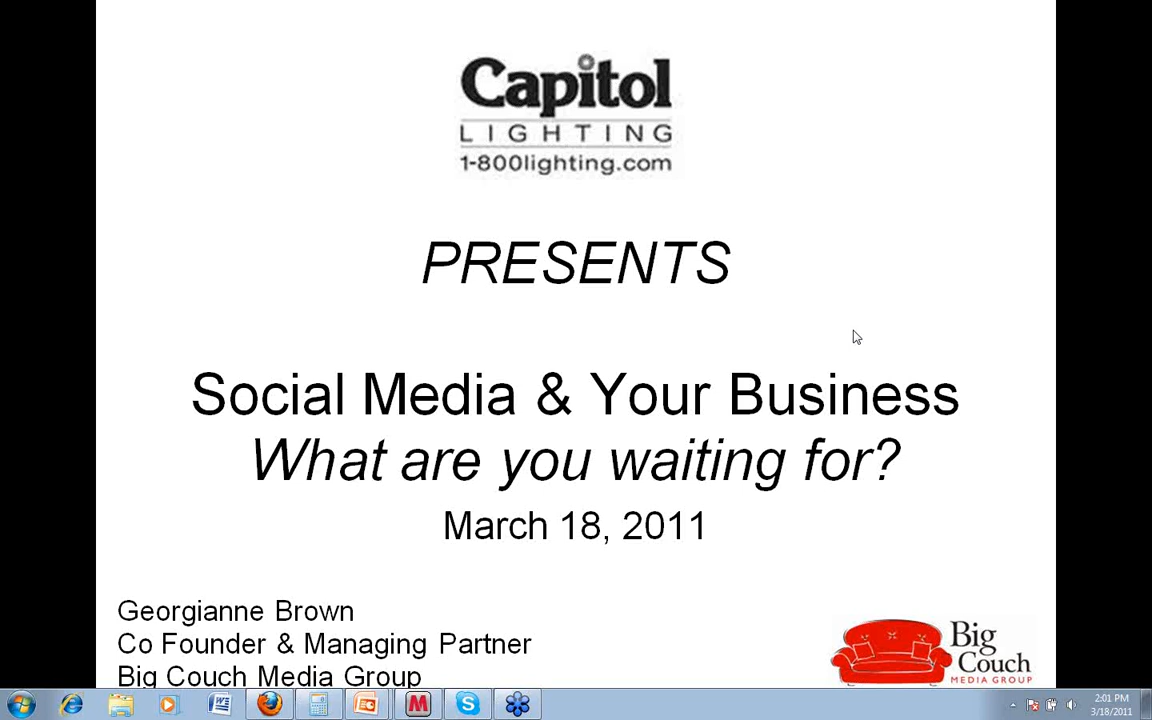 Capitol
LIGHTING
1-800lighting.com
PRESENTS
Social Media & Your Business
What are you waiting for?
March 18, 2011
Georgianne Brown
Co Founder & Managing Partner
Big Couch Media Group
Big
Couch
MEDIA GROUP
2:01 PM
3/18/2011